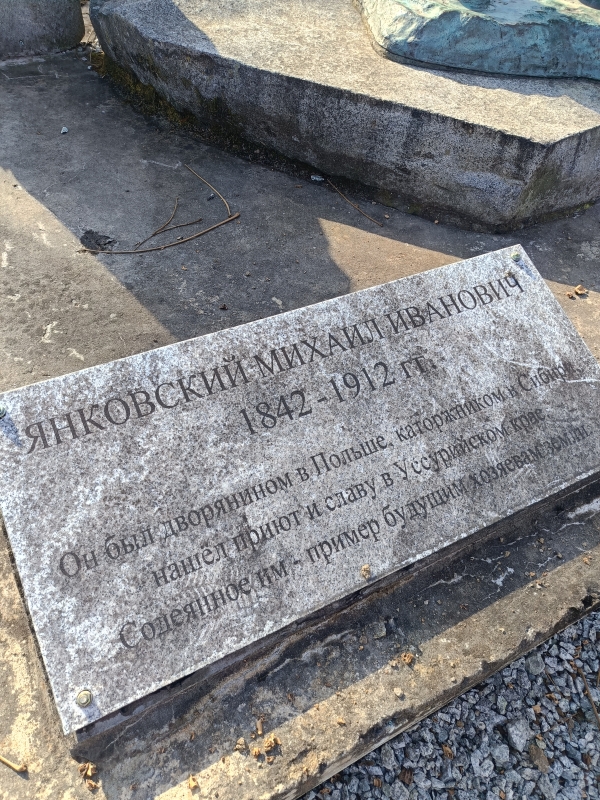 ЯНКОВСКИЙ МИХАИЛ ИВАНОВИЧ
1842 - 1912 гг.
Он был дворянином в Польше, каторжником в Сибири,
нашёл приют и славу в Уссурийском крае.
Содеянное им - пример будущим хозяевам земли.